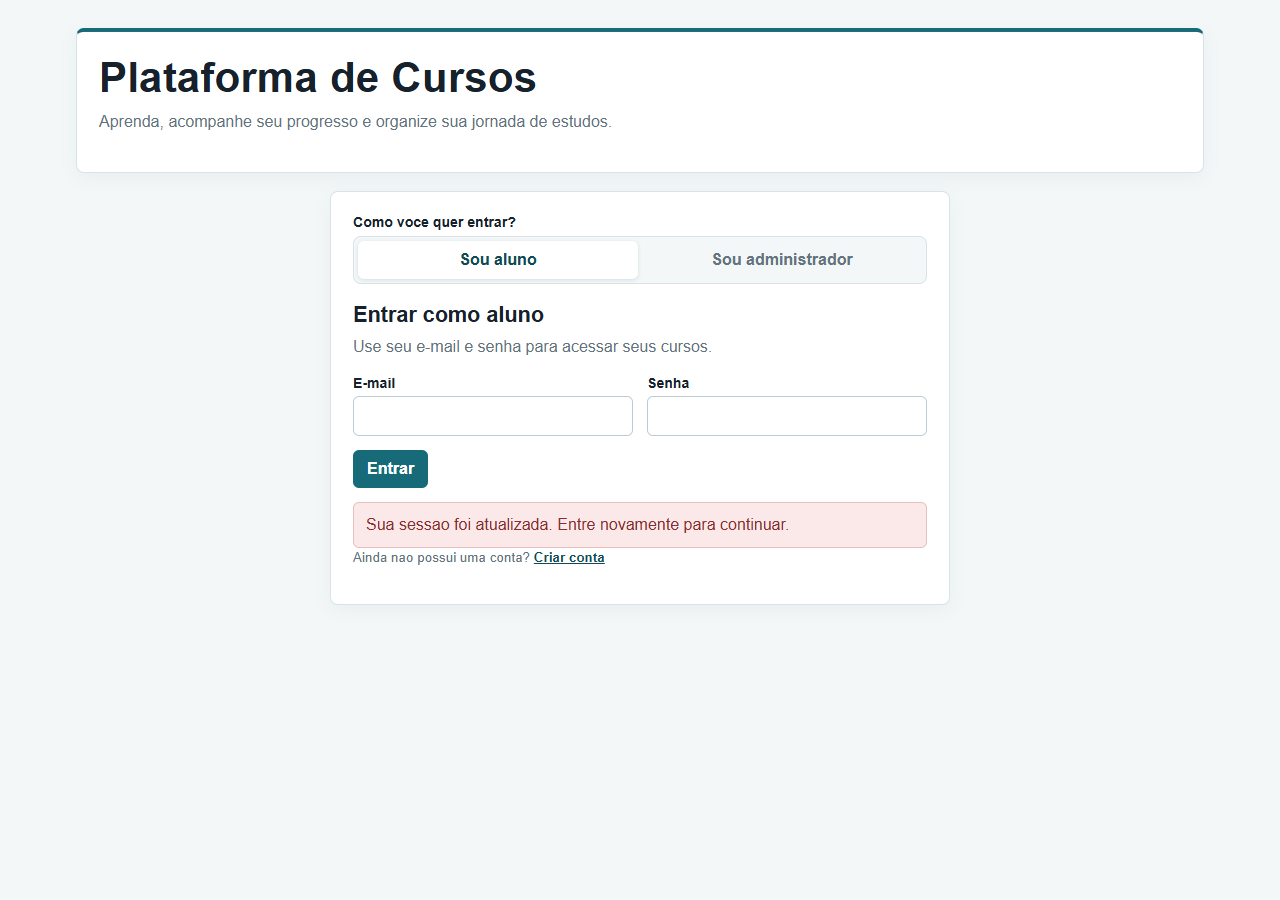 Plataforma de Cursos
Aprenda, acompanhe seu progresso e organize sua jornada de estudos.
Como voce quer entrar?
Sou aluno
Sou administrador
Entrar como aluno
Use seu e-mail e senha para acessar seus cursos.
E-mail
Senha
Entrar
Sua sessao foi atualizada. Entre novamente para continuar.
Ainda nao possui uma conta? Criar conta